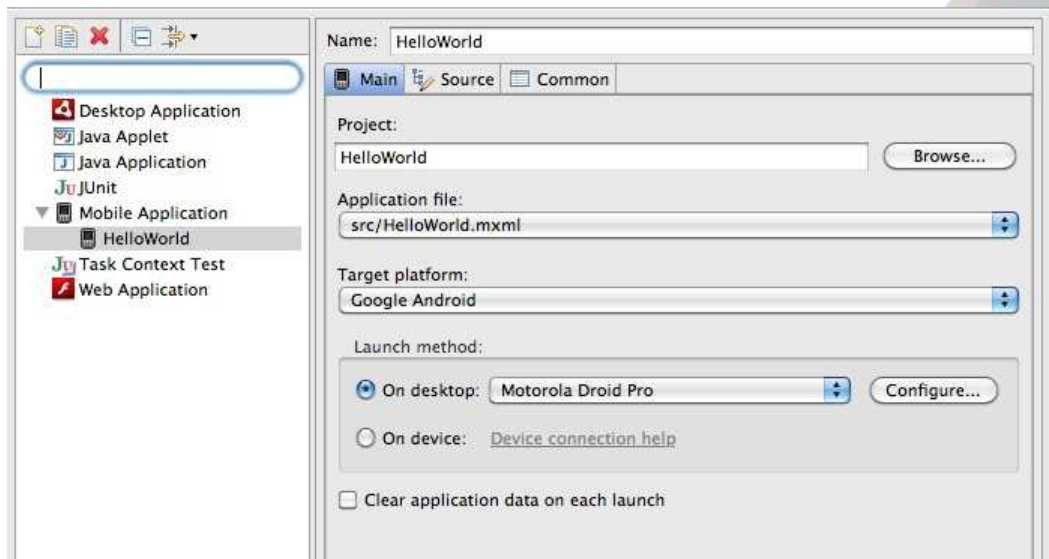 Name: HelloWorld
Main Source Common
Desktop Application
Java Applet
Java Application
JUnit
Mobile Application
HelloWorld
Task Context Test
Web Application
Project:
HelloWorld Browse...
Application file:
src/HelloWorld.mxml
Target platform:
Google Android
Launch method:
On desktop: Motorola Droid Pro Configure...
On device: Device connection help
Clear application data on each launch